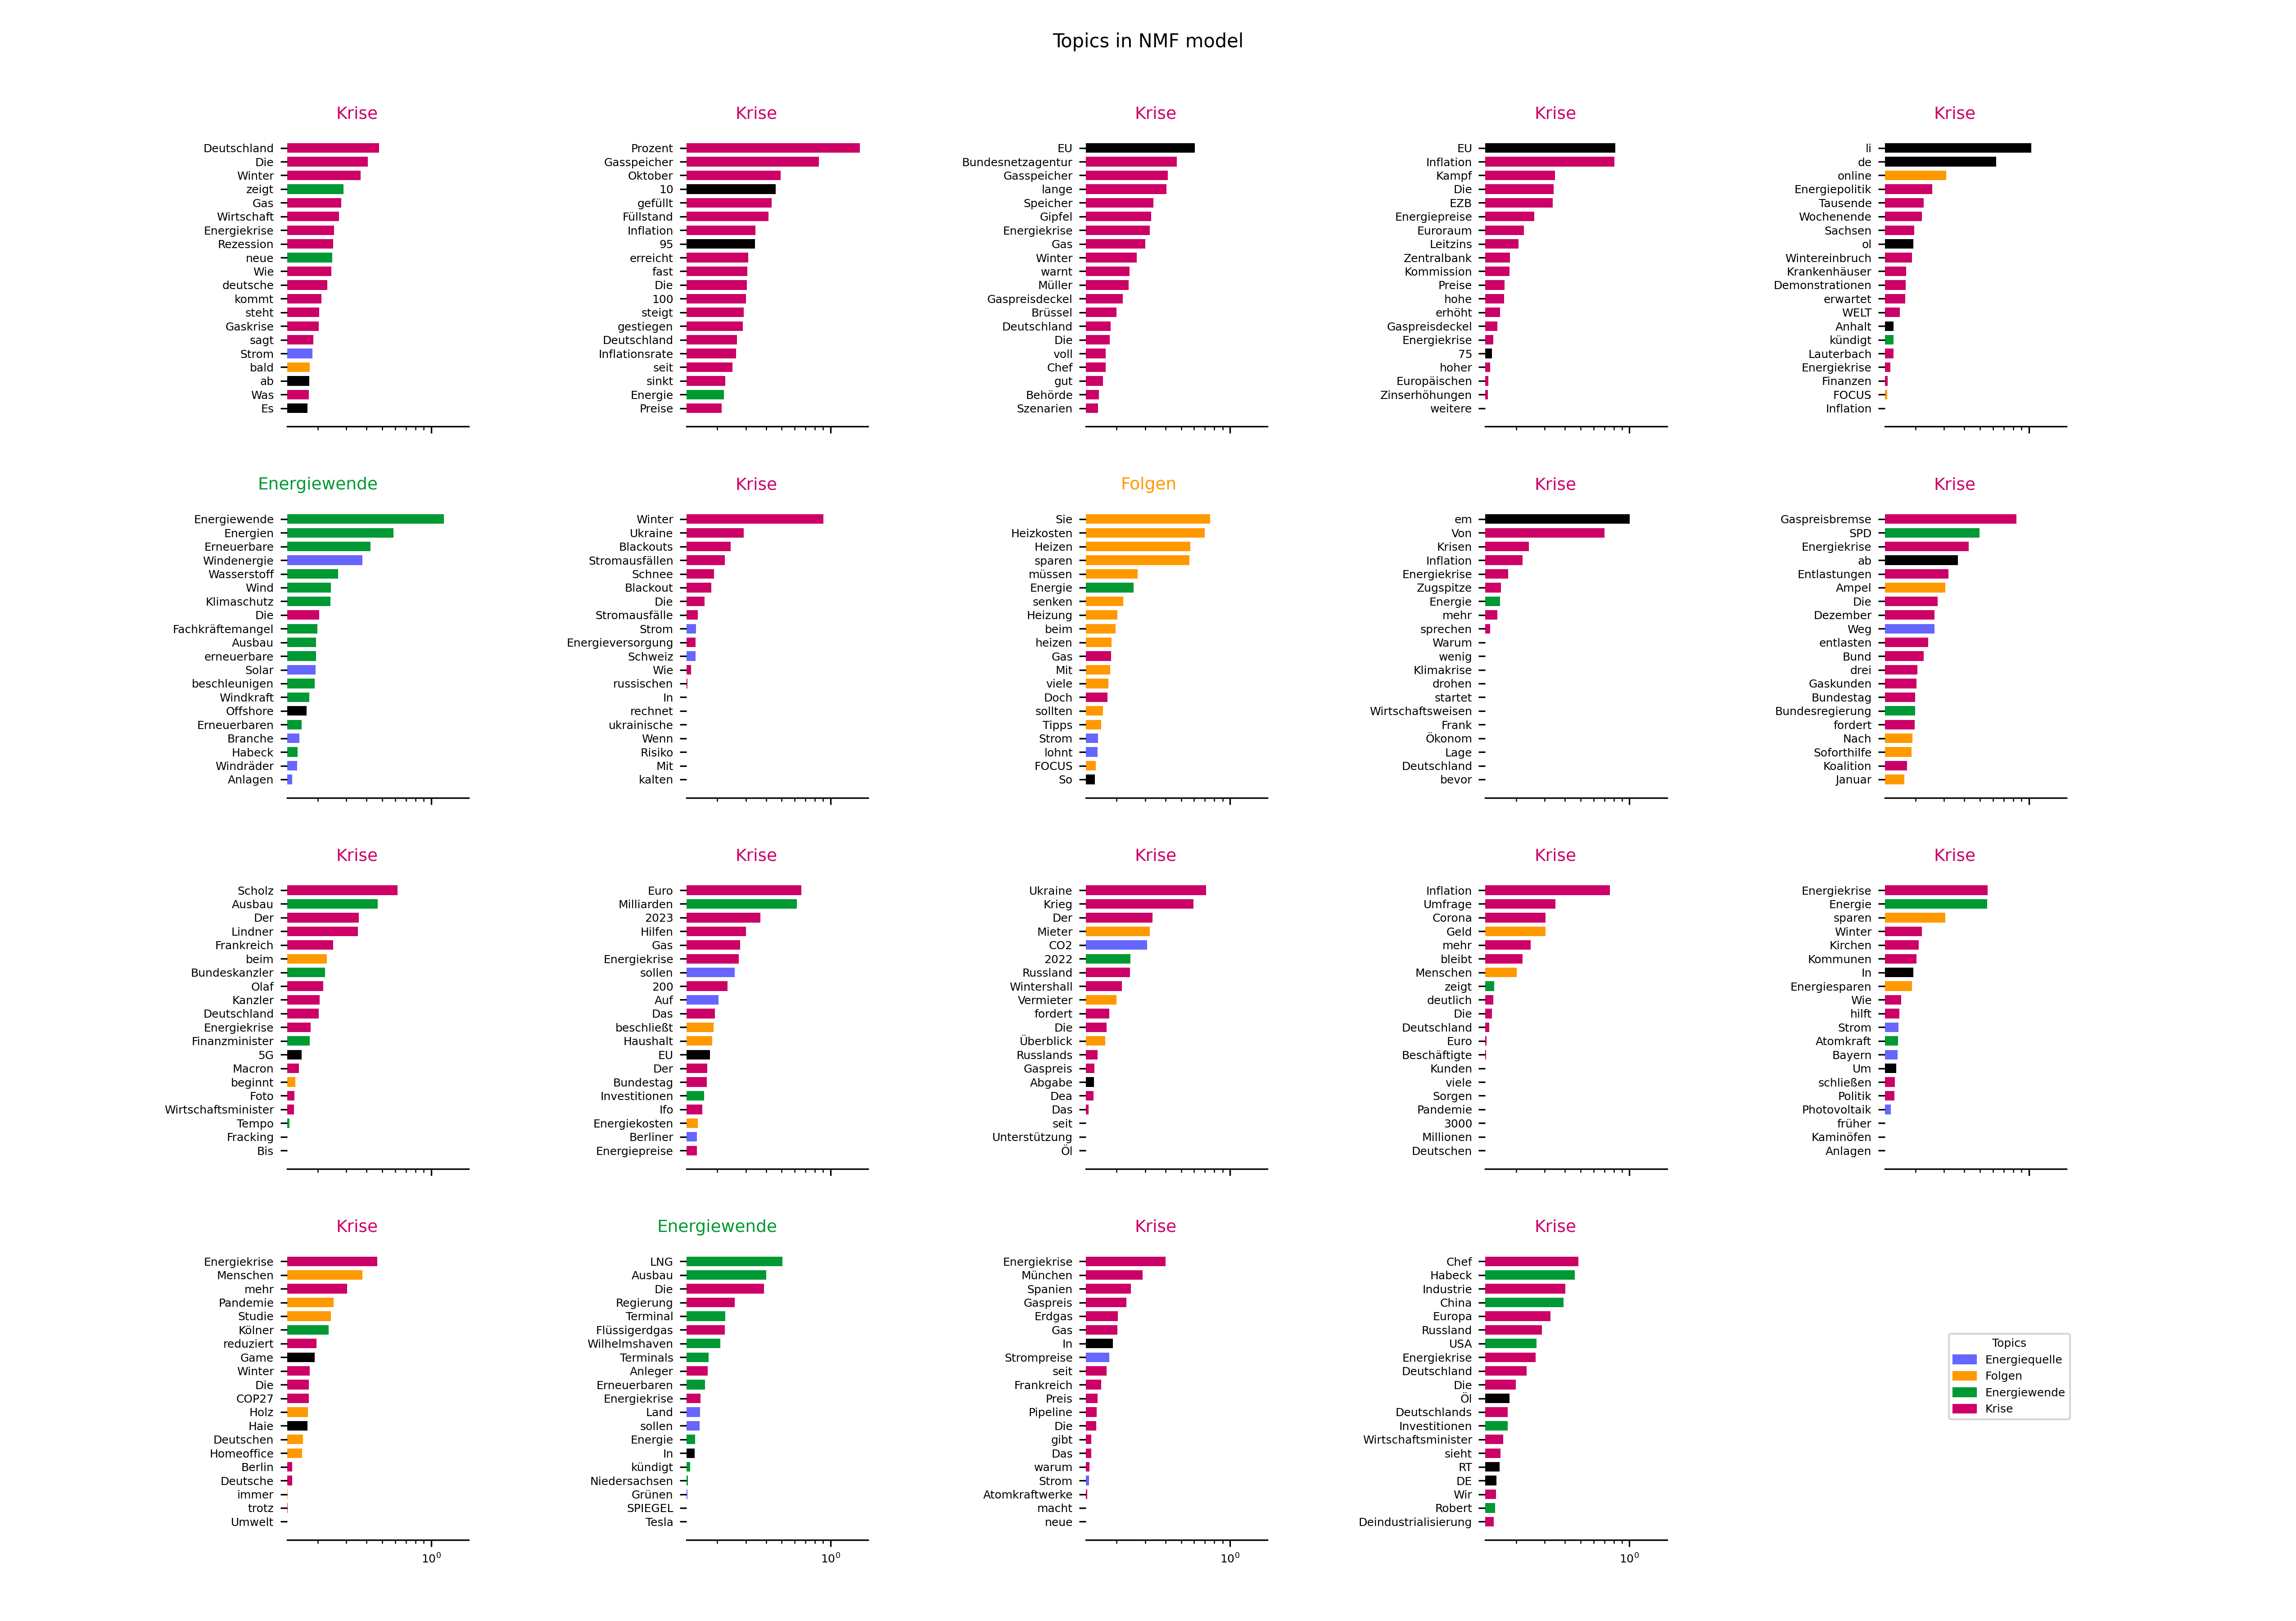 Topics in NMF model
Krise
Deutschland
Die
Winter
zeigt
Gas
Wirtschaft
Energiekrise
Rezession
neue
Wie
deutsche
kommt
steht
Gaskrise
sagt
Strom
bald
ab
Was
Es
Krise
Prozent
Gasspeicher
Oktober
10
gefüllt
Füllstand
Inflation
95
erreicht
fast
Die
100
steigt
gestiegen
Deutschland
Inflationsrate
seit
sinkt
Energie
Preise
Krise
EU
Bundesnetzagentur
Gasspeicher
lange
Speicher
Gipfel
Energiekrise
Gas
Winter
warnt
Müller
Gaspreisdeckel
Brüssel
Deutschland
Die
voll
Chef
gut
Behörde
Szenarien
Krise
EU
Inflation
Kampf
Die
EZB
Energiepreise
Euroraum
Leitzins
Zentralbank
Kommission
Preise
hohe
erhöht
Gaspreisdeckel
Energiekrise
75
hoher
Europäischen
Zinserhöhungen
weitere
Krise
li
de
online
Energiepolitik
Tausende
Wochenende
Sachsen
ol
Wintereinbruch
Krankenhäuser
Demonstrationen
erwartet
WELT
Anhalt
kündigt
Lauterbach
Energiekrise
Finanzen
FOCUS
Inflation
Energiewende
Energiewende
Energien
Erneuerbare
Windenergie
Wasserstoff
Wind
Klimaschutz
Die
Fachkräftemangel
Ausbau
erneuerbare
Solar
beschleunigen
Windkraft
Offshore
Erneuerbaren
Branche
Habeck
Windräder
Anlagen
Krise
Winter
Ukraine
Blackouts
Stromausfällen
Schnee
Blackout
Die
Stromausfälle
Strom
Energieversorgung
Schweiz
Wie
russischen
In
rechnet
ukrainische
Wenn
Risiko
Mit
kalten
Folgen
Sie
Heizkosten
Heizen
sparen
müssen
Energie
senken
Heizung
beim
heizen
Gas
Mit
viele
Doch
sollten
Tipps
Strom
lohnt
FOCUS
So
Krise
em
Von
Krisen
Inflation
Energiekrise
Zugspitze
Energie
mehr
sprechen
Warum
wenig
Klimakrise
drohen
startet
Wirtschaftsweisen
Frank
Ökonom
Lage
Deutschland
bevor
Krise
Gaspreisbremse
SPD
Energiekrise
ab
Entlastungen
Ampel
Die
Dezember
Weg
entlasten
Bund
drei
Gaskunden
Bundestag
Bundesregierung
fordert
Nach
Soforthilfe
Koalition
Januar
Krise
Scholz
Ausbau
Der
Lindner
Frankreich
beim
Bundeskanzler
Olaf
Kanzler
Deutschland
Energiekrise
Finanzminister
5G
Macron
beginnt
Foto
Wirtschaftsminister
Tempo
Fracking
Bis
Krise
Euro
Milliarden
2023
Hilfen
Gas
Energiekrise
sollen
200
Auf
Das
beschließt
Haushalt
EU
Der
Bundestag
Investitionen
Ifo
Energiekosten
Berliner
Energiepreise
Krise
Ukraine
Krieg
Der
Mieter
CO2
2022
Russland
Wintershall
Vermieter
fordert
Die
Überblick
Russlands
Gaspreis
Abgabe
Dea
Das
seit
Unterstützung
Öl
Krise
Inflation
Umfrage
Corona
Geld
mehr
bleibt
Menschen
zeigt
deutlich
Die
Deutschland
Euro
Beschäftigte
Kunden
viele
Sorgen
Pandemie
3000
Millionen
Deutschen
Krise
Energiekrise
Energie
sparen
Winter
Kirchen
Kommunen
In
Energiesparen
Wie
hilft
Strom
Atomkraft
Bayern
Um
schließen
Politik
Photovoltaik
früher
Kaminöfen
Anlagen
Krise
Energiekrise
Menschen
mehr
Pandemie
Studie
Kölner
reduziert
Game
Winter
Die
COP27
Holz
Haie
Deutschen
Homeoffice
Berlin
Deutsche
immer
trotz
Umwelt
10⁰
Energiewende
LNG
Ausbau
Die
Regierung
Terminal
Flüssigerdgas
Wilhelmshaven
Terminals
Anleger
Erneuerbaren
Energiekrise
Land
sollen
Energie
In
kündigt
Niedersachsen
Grünen
SPIEGEL
Tesla
10⁰
Krise
Energiekrise
München
Spanien
Gaspreis
Erdgas
Gas
In
Strompreise
seit
Frankreich
Preis
Pipeline
Die
gibt
Das
warum
Strom
Atomkraftwerke
macht
neue
10⁰
Krise
Chef
Habeck
Industrie
China
Europa
Russland
USA
Energiekrise
Deutschland
Die
Öl
Deutschlands
Investitionen
Wirtschaftsminister
sieht
RT
DE
Wir
Robert
Deindustrialisierung
10⁰
Topics
Energiequelle
Folgen
Energiewende
Krise